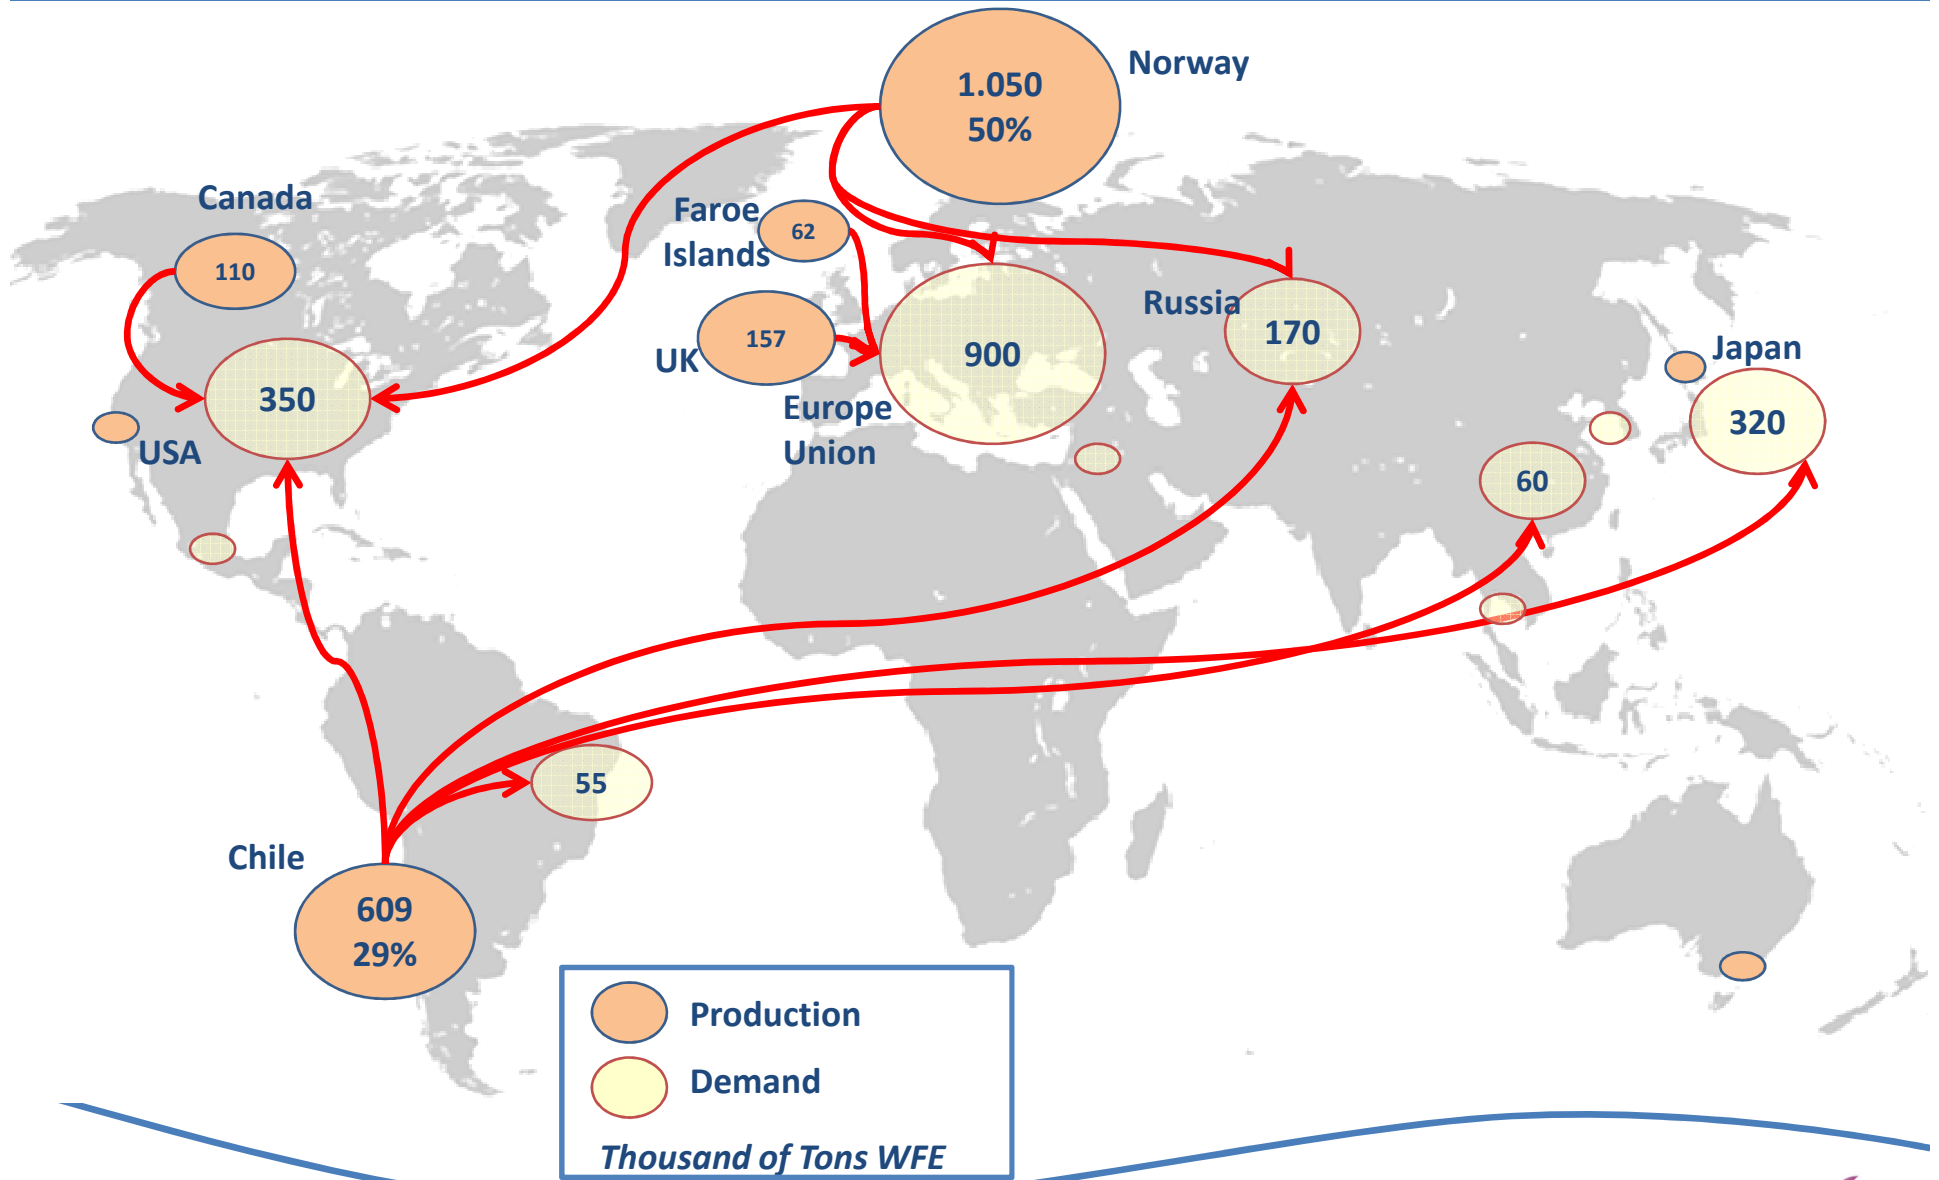 Norway
1.050
50%
Canada
110
Faroe
Islands
62
UK
157
350
USA
900
Europe
Union
Russia
170
Japan
320
60
55
Chile
609
29%
Production
Demand
Thousand of Tons WFE